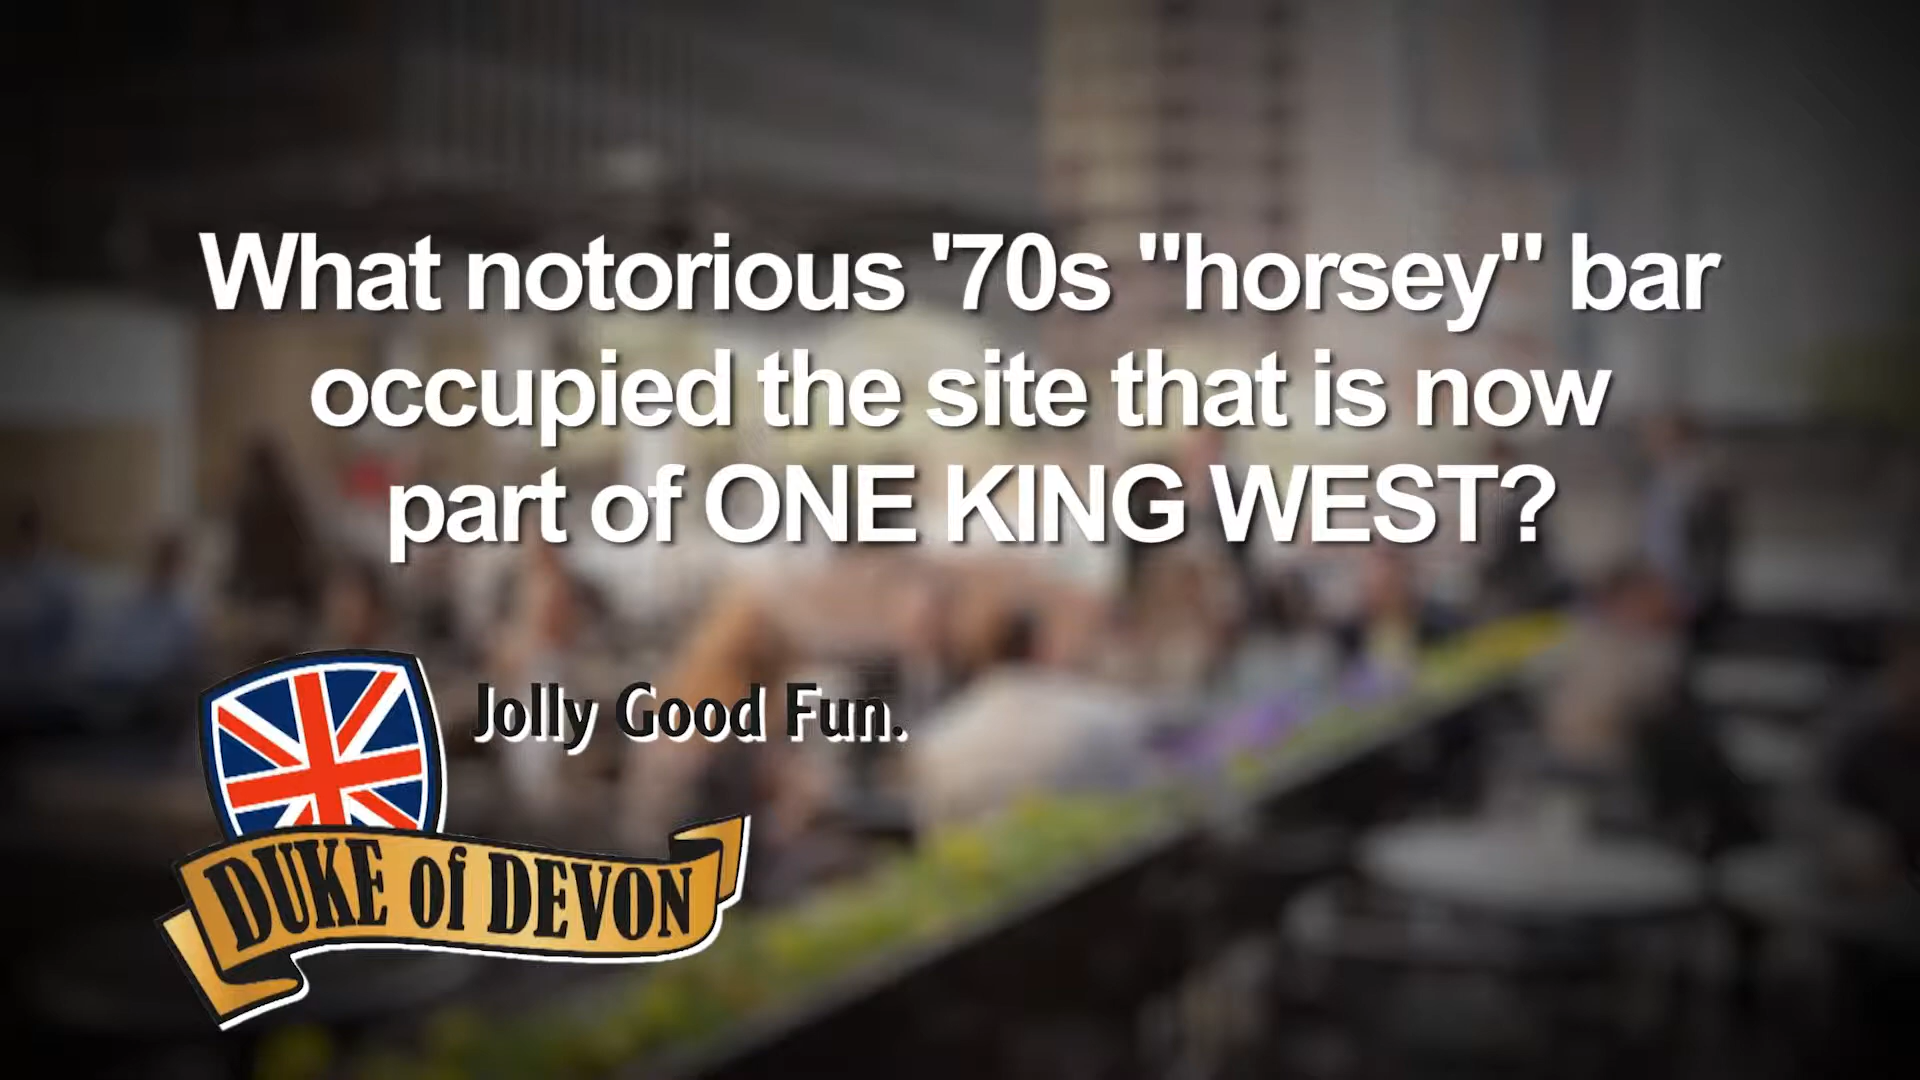 What notorious '70s "horsey" bar
occupied the site that is now
part of ONE KING WEST?
Jolly Good Fun.
DUKE of DEVON